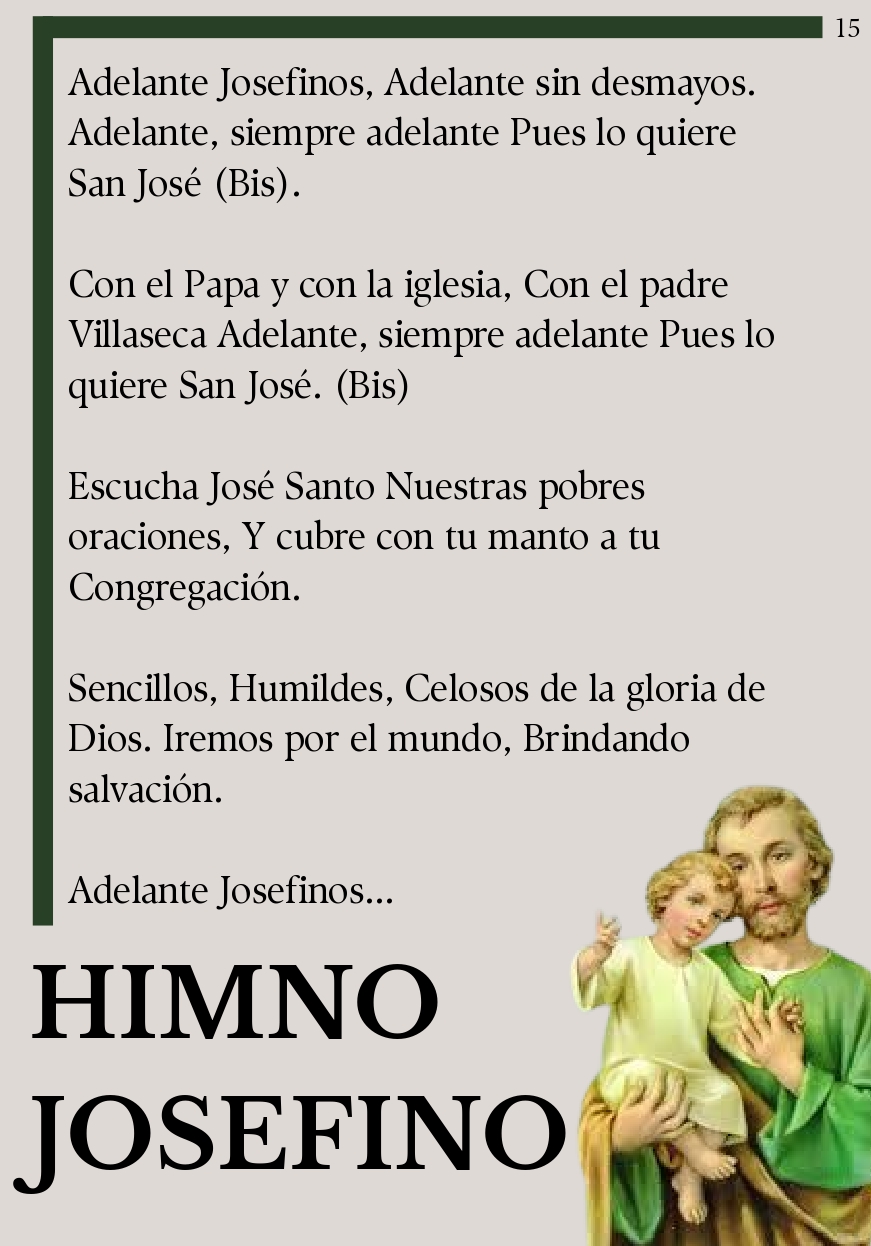 15
Adelante Josefinos, Adelante sin desmayos.
Adelante, siempre adelante Pues lo quiere
San José (Bis).
Con el Papa y con la iglesia, Con el padre
Villaseca Adelante, siempre adelante Pues lo
quiere San José. (Bis)
Escucha José Santo Nuestras pobres
oraciones, Y cubre con tu manto a tu
Congregación.
Sencillos, Humildes, Celosos de la gloria de
Dios. Iremos por el mundo, Brindando
salvación.
Adelante Josefinos...
HIMNO
JOSEFINO